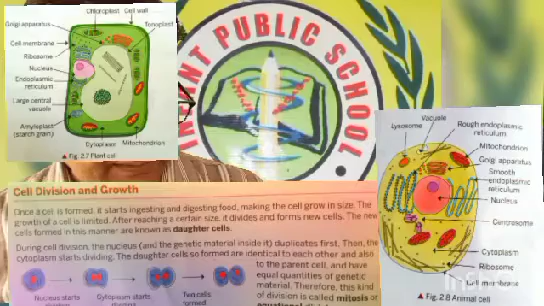 Chloroplast Cell wall
Golgi apparatus
Tonoplast
Cell membrane
Ribosome
Nucleus
Endoplasmic
reticulum
Large central
vacuole
Amyloplast
(starch grain)
Cytoplasm Mitochondrion
▲ Fig. 2.7 Plant cell
PUBLIC SCHOOL
Vacuole
Lysosome
Rough endoplasmic
reticulum
Mitochondrion
Golgi apparatus
Smooth
endoplasmic
reticulum
Nucleus
Centrosome
Cytoplasm
Ribosome
Cell membrane
▲ Fig. 2.8 Animal cell
Cell Division and Growth
Once a cell is formed, it starts ingesting and digesting food, making the cell grow in size. The
growth of a cell is limited. After reaching a certain size, it divides and forms new cells. The new
cells formed in this manner are known as daughter cells.
During cell division, the nucleus (and the genetic material inside it) duplicates first. Then, the
cytoplasm starts dividing. The daughter cells so formed are identical to each other and also
to the parent cell, and have
equal quantities of genetic
material. Therefore, this kind
of division is called mitosis or
Nucleus starts
Cytoplasm starts
Two cells
formed